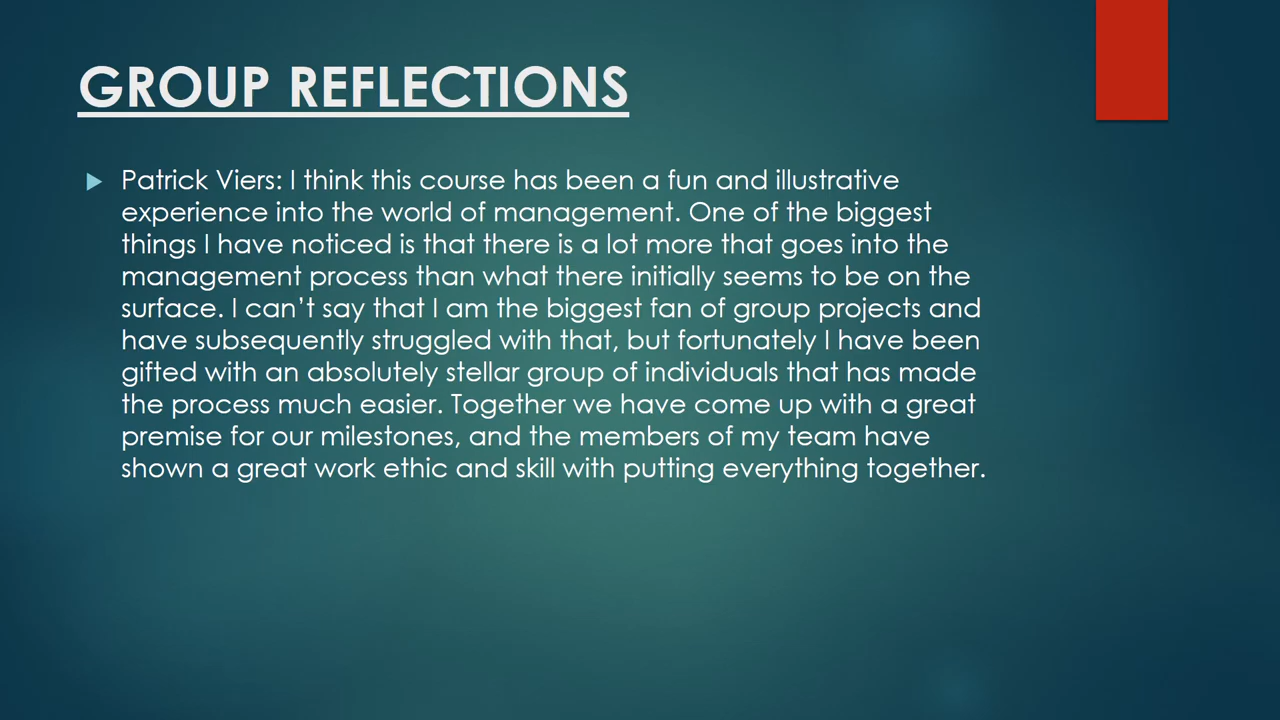 GROUP REFLECTIONS
Patrick Viers: I think this course has been a fun and illustrative
experience into the world of management. One of the biggest
things I have noticed is that there is a lot more that goes into the
management process than what there initially seems to be on the
surface. I can’t say that I am the biggest fan of group projects and
have subsequently struggled with that, but fortunately I have been
gifted with an absolutely stellar group of individuals that has made
the process much easier. Together we have come up with a great
premise for our milestones, and the members of my team have
shown a great work ethic and skill with putting everything together.